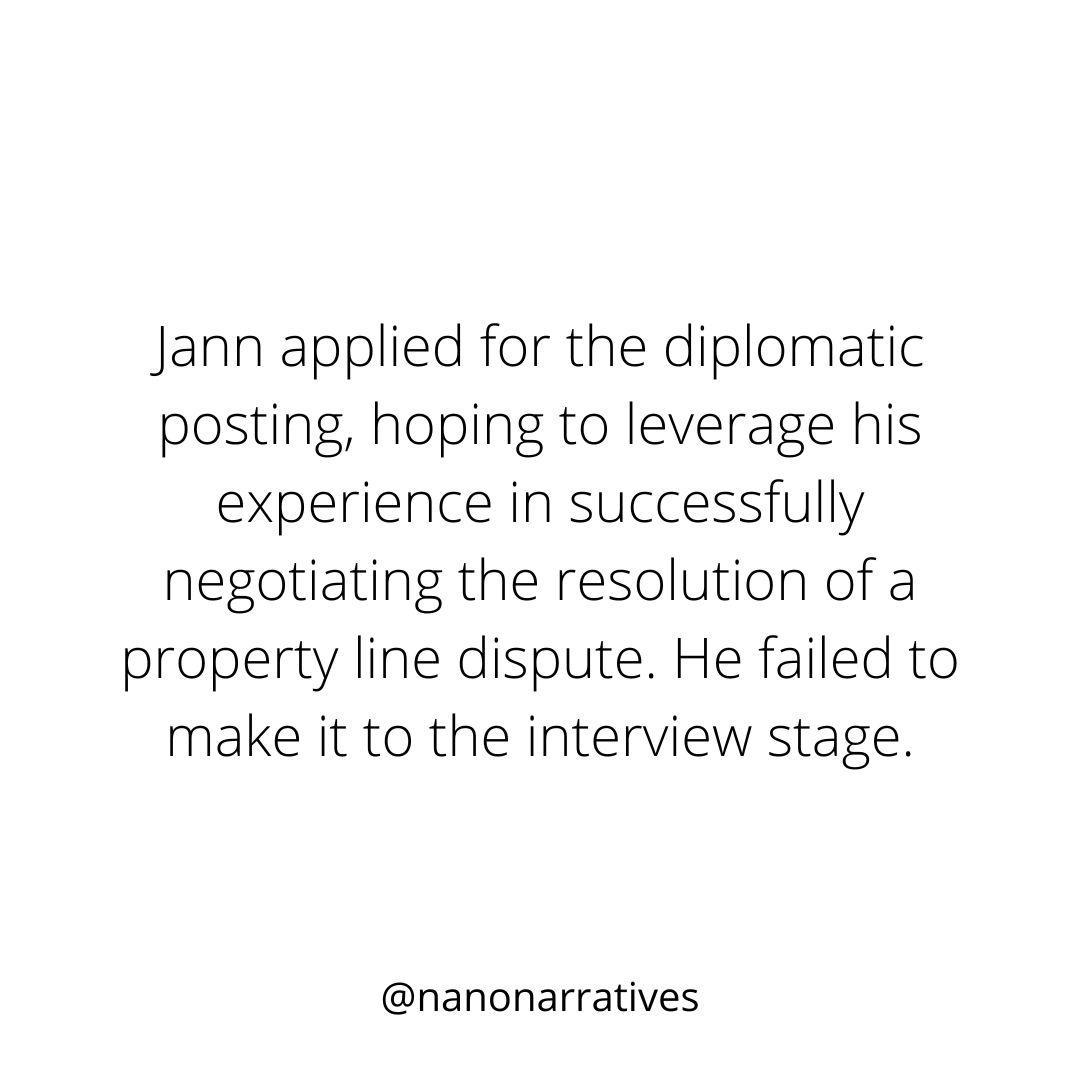 Jann applied for the diplomatic
posting, hoping to leverage his
experience in successfully
negotiating the resolution of a
property line dispute. He failed to
make it to the interview stage.
@nanonarratives